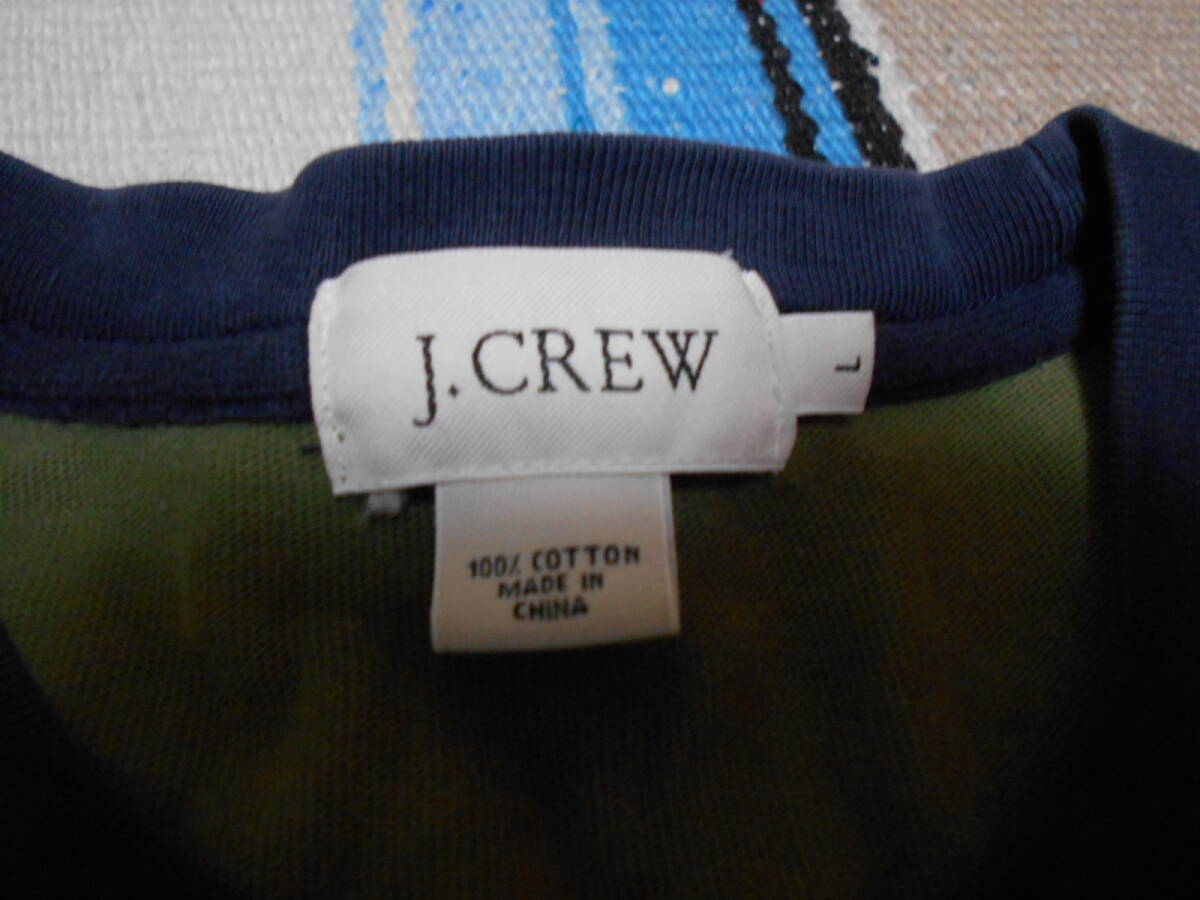 J.CREW
L
100% COTTON
MADE IN
CHINA